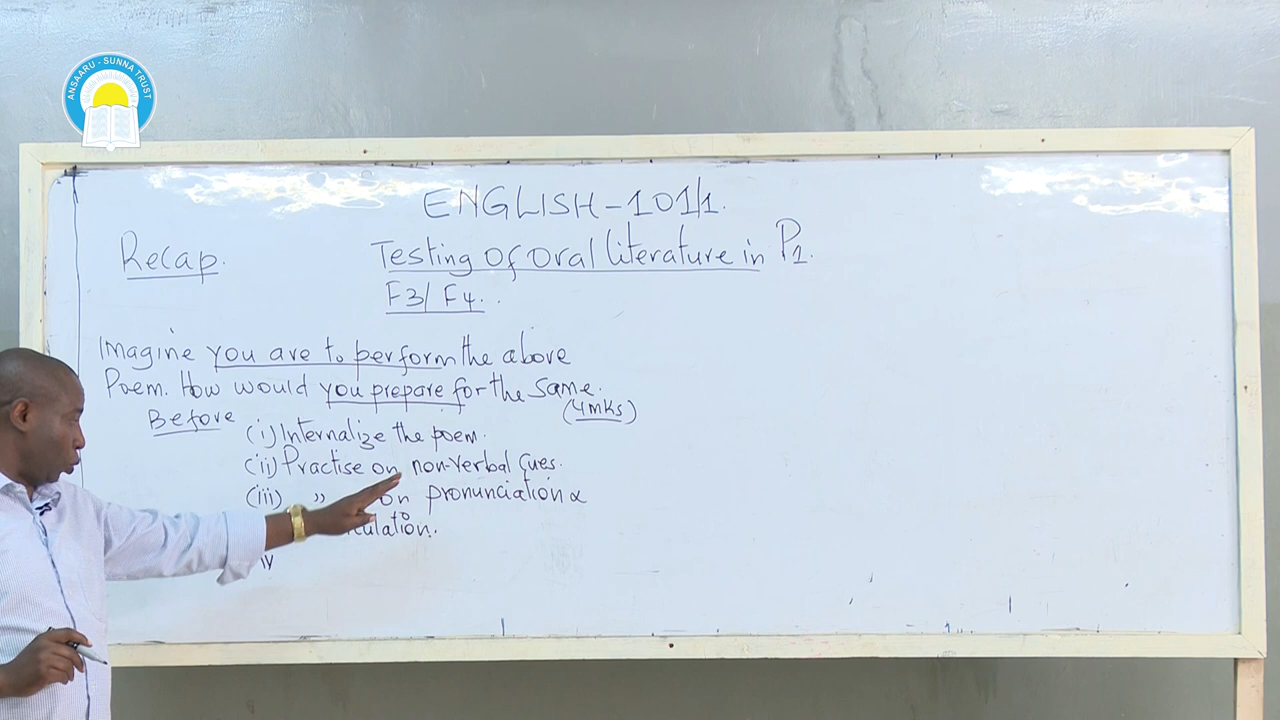 ANSAARU - SUNNA TRUST
ENGLISH - 101/1.
Recap.
Testing of oral literature in P1.
F3/F4..
Imagine you are to perform the above
Poem. How would you prepare for the same.
(4mks)
Before
(i) Internalize the poem.
(ii) Practise on non-verbal cues.
(iii) ,, on pronunciation &
IV